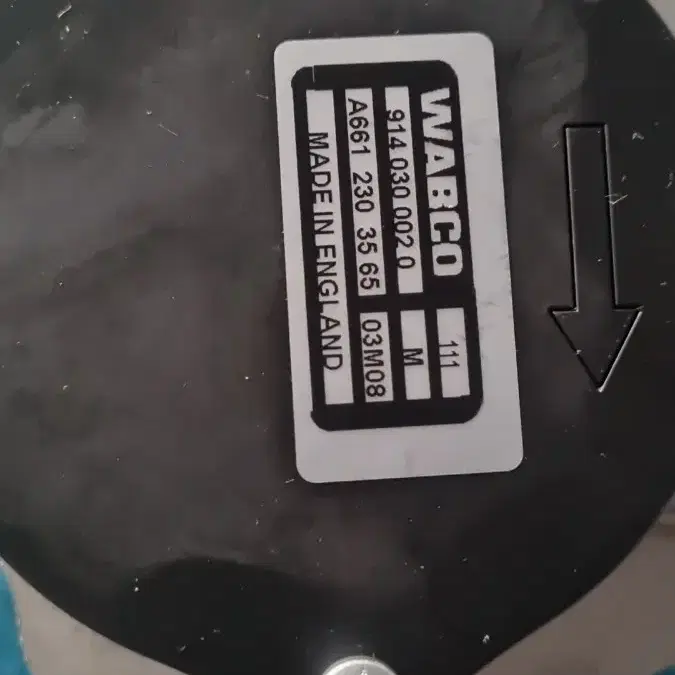 WABCO 111
914 030 002 0 M
A661 230 35 65 03M08
MADE IN ENGLAND